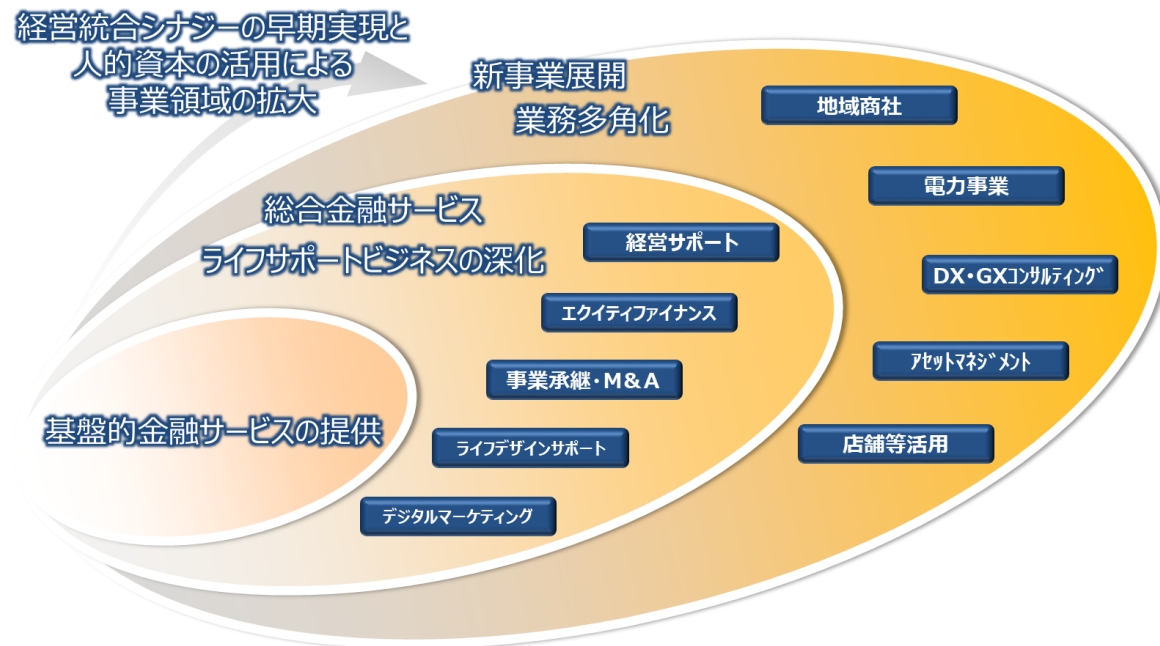 経営統合シナジーの早期実現と
人的資本の活用による
事業領域の拡大
新事業展開
業務多角化
地域商社
電力事業
DX・GXｺﾝｻﾙﾃｨﾝｸﾞ
ｱｾｯﾄﾏﾈｼﾞﾒﾝﾄ
店舗等活用
総合金融サービス
ライフサポートビジネスの深化
経営サポート
エクイティファイナンス
事業承継・M&A
ライフデザインサポート
デジタルマーケティング
基盤的金融サービスの提供